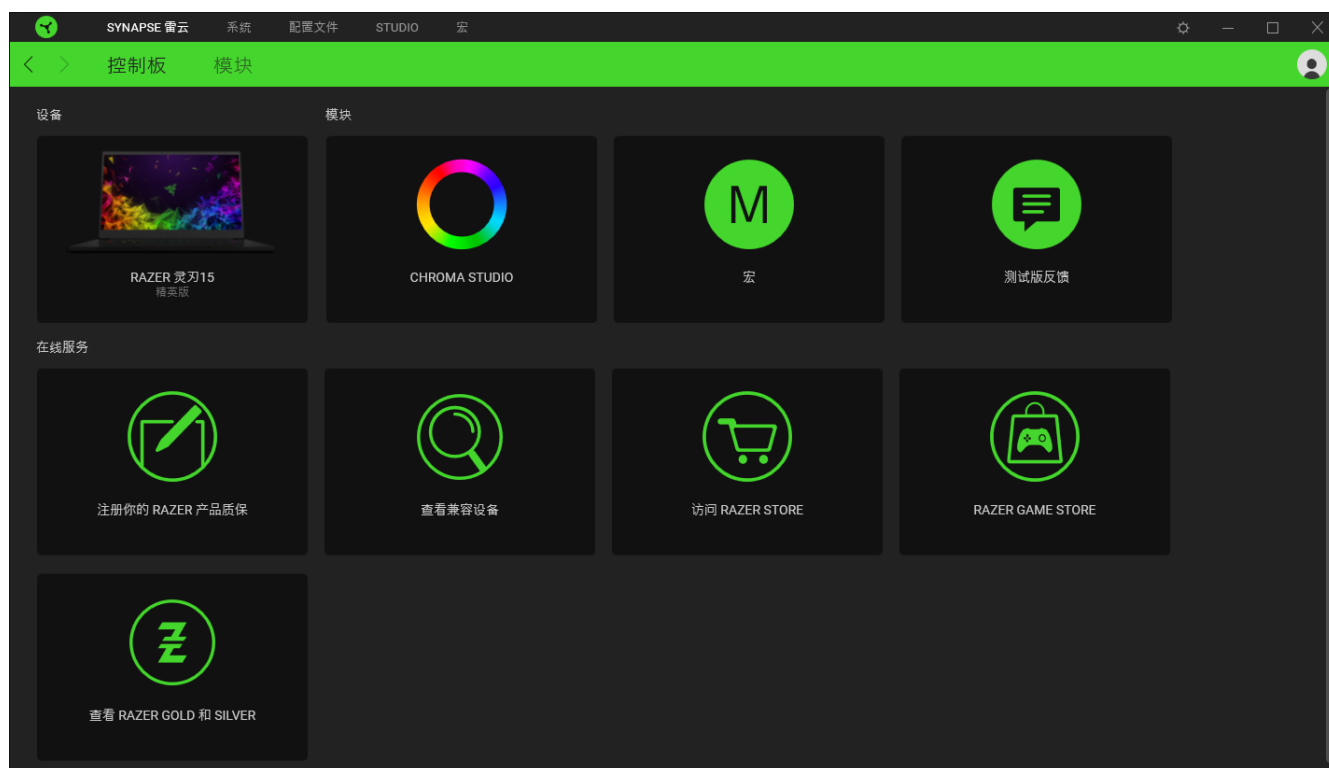 SYNAPSE 雷云 系统 配置文件 STUDIO 宏
控制板 模块
设备 模块
RAZER 灵刃15
精英版
CHROMA STUDIO
M
宏
测试版反馈
在线服务
注册你的 RAZER 产品质保
查看兼容设备
访问 RAZER STORE
RAZER GAME STORE
查看 RAZER GOLD 和 SILVER